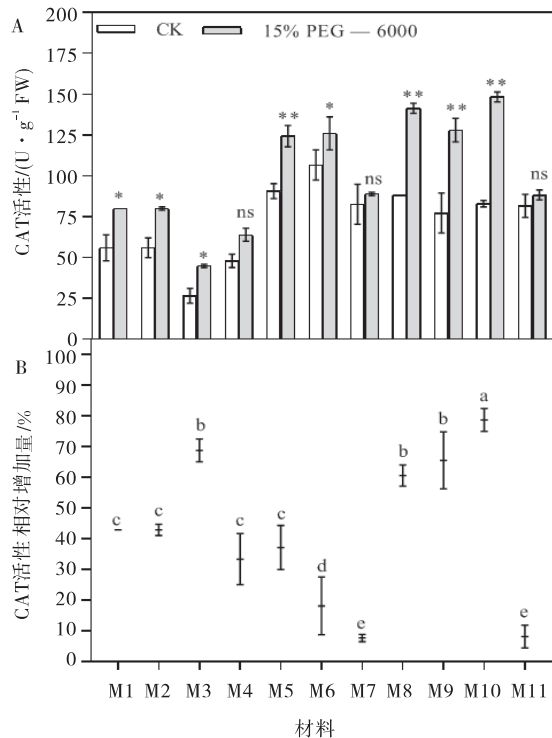 A
CK 15% PEG — 6000
CAT活性/(U · g⁻¹ FW)
200
175
150
125
100
75
50
25
0
* * * ns ** * ns ** ** ** ns
B
CAT活性相对增加量/%
100
90
80
70
60
50
40
30
20
10
0
c c b c c d e b b a e
M1 M2 M3 M4 M5 M6 M7 M8 M9 M10 M11
材料